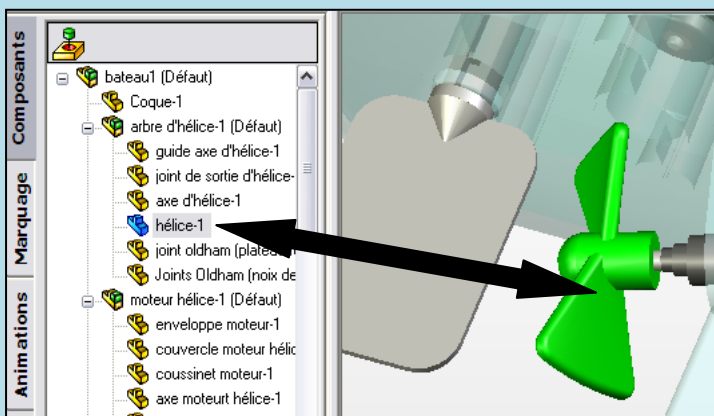 Composants
Marquage
Animations
bateau1 (Défaut)
Coque-1
arbre d'hélice-1 (Défaut)
guide axe d'hélice-1
joint de sortie d'hélice-
axe d'hélice-1
hélice-1
joint oldham (platea
Joints Oldham (noix de
moteur hélice-1 (Défaut)
enveloppe moteur-1
couvercle moteur hélic
coussinet moteur-1
axe moteurt hélice-1